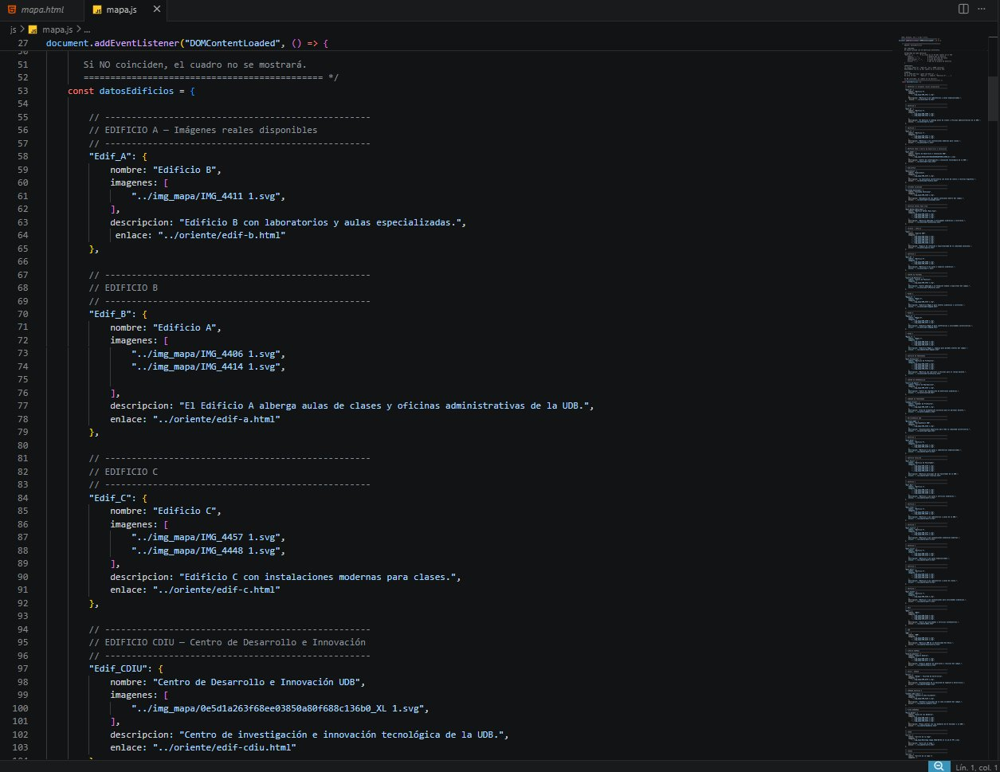 mapa.html
JS mapa.js ×
js > JS mapa.js > ...
27 document.addEventListener("DOMContentLoaded", () => {
51 Si NO coinciden, el cuadro no se mostrará.
52 ============================================= */
53 const datosEdificios = {
54
55 // --------------------------------------------------
56 // EDIFICIO A — Imágenes reales disponibles
57 // --------------------------------------------------
58 "Edif_A": {
59 nombre: "Edificio B",
60 imagenes: [
61 "../img_mapa/IMG_4411 1.svg",
62 ],
63 descripcion: "Edificio B con laboratorios y aulas especializadas.",
64 enlace: "../oriente/edif-b.html"
65 },
66
67 // --------------------------------------------------
68 // EDIFICIO B
69 // --------------------------------------------------
70 "Edif_B": {
71 nombre: "Edificio A",
72 imagenes: [
73 "../img_mapa/IMG_4406 1.svg",
74 "../img_mapa/IMG_4414 1.svg",
75
76 ],
77 descripcion: "El Edificio A alberga aulas de clases y oficinas administrativas de la UDB.",
78 enlace: "../oriente/edif-a.html"
79 },
80
81 // --------------------------------------------------
82 // EDIFICIO C
83 // --------------------------------------------------
84 "Edif_C": {
85 nombre: "Edificio C",
86 imagenes: [
87 "../img_mapa/IMG_4457 1.svg",
88 "../img_mapa/IMG_4448 1.svg",
89 ],
90 descripcion: "Edificio C con instalaciones modernas para clases.",
91 enlace: "../oriente/edif-c.html"
92 },
93
94 // --------------------------------------------------
95 // EDIFICIO CDIU — Centro de Desarrollo e Innovación
96 // --------------------------------------------------
97 "Edif_CDIU": {
98 nombre: "Centro de Desarrollo e Innovación UDB",
99 imagenes: [
100 "../img_mapa/0e5d1a263f68ee03850a80f688c136b0_XL 1.svg",
101 ],
102 descripcion: "Centro de investigación e innovación tecnológica de la UDB.",
103 enlace: "../oriente/edif-cdiu.html"
Lín. 1, col. 1